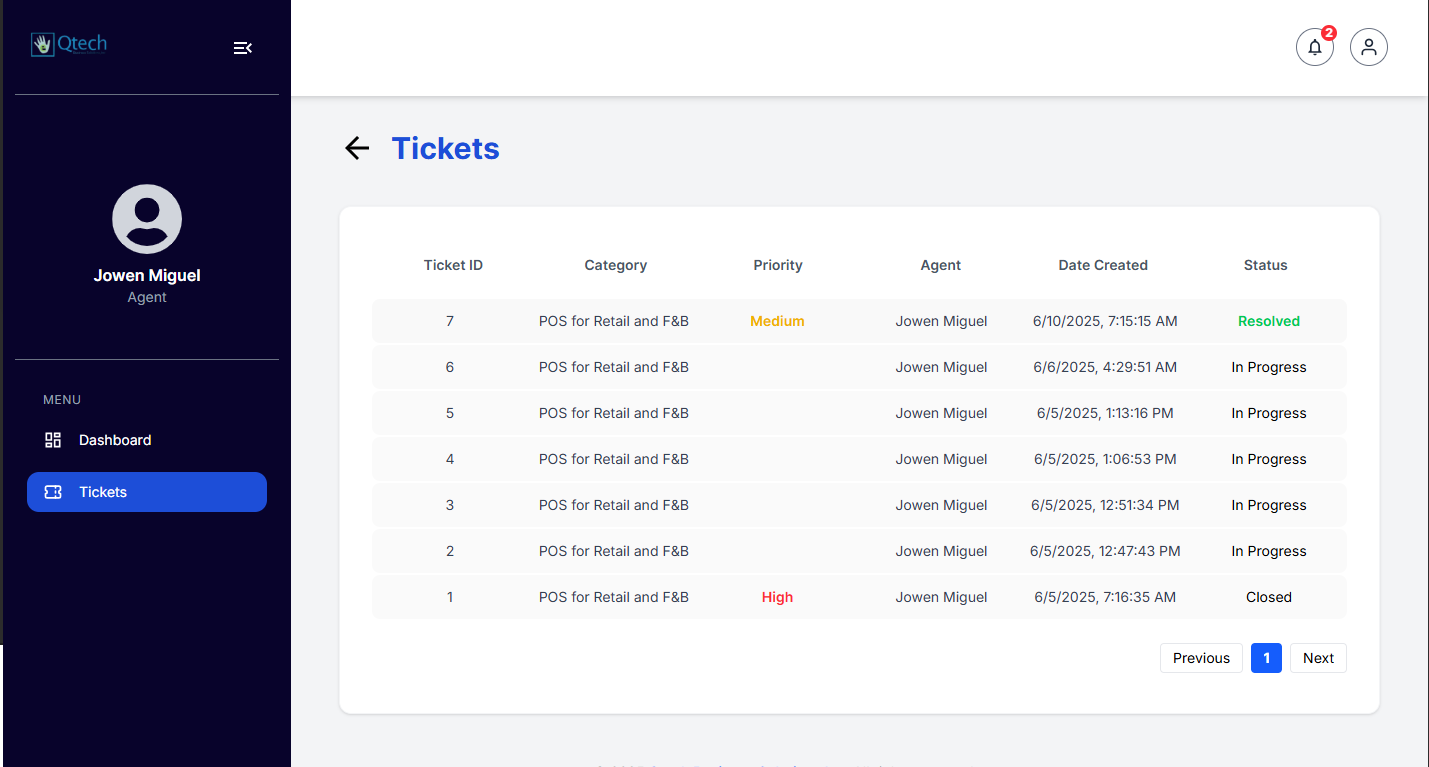 Qtech
2
Tickets
Jowen Miguel
Agent
MENU
Dashboard
Tickets
Ticket ID Category Priority Agent Date Created Status
7 POS for Retail and F&B Medium Jowen Miguel 6/10/2025, 7:15:15 AM Resolved
6 POS for Retail and F&B Jowen Miguel 6/6/2025, 4:29:51 AM In Progress
5 POS for Retail and F&B Jowen Miguel 6/5/2025, 1:13:16 PM In Progress
4 POS for Retail and F&B Jowen Miguel 6/5/2025, 1:06:53 PM In Progress
3 POS for Retail and F&B Jowen Miguel 6/5/2025, 12:51:34 PM In Progress
2 POS for Retail and F&B Jowen Miguel 6/5/2025, 12:47:43 PM In Progress
1 POS for Retail and F&B High Jowen Miguel 6/5/2025, 7:16:35 AM Closed
Previous 1 Next